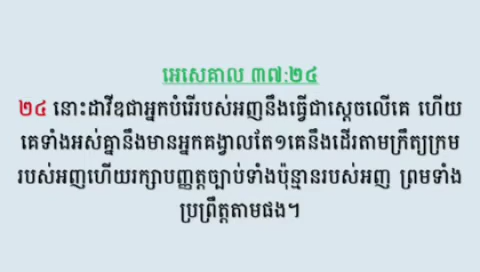 អេសេគាល ៣៧:២៤
២៤ នោះដាវីឌជាអ្នកបំរើរបស់អញនឹងធ្វើជាស្តេចលើគេ ហើយ
គេទាំងអស់គ្នានឹងមានអ្នកគង្វាលតែ១គេនឹងដើរតាមក្រឹត្យក្រម
របស់អញហើយរក្សាបញ្ញត្តច្បាប់ទាំងប៉ុន្មានរបស់អញ ព្រមទាំង
ប្រព្រឹត្តតាមផង។